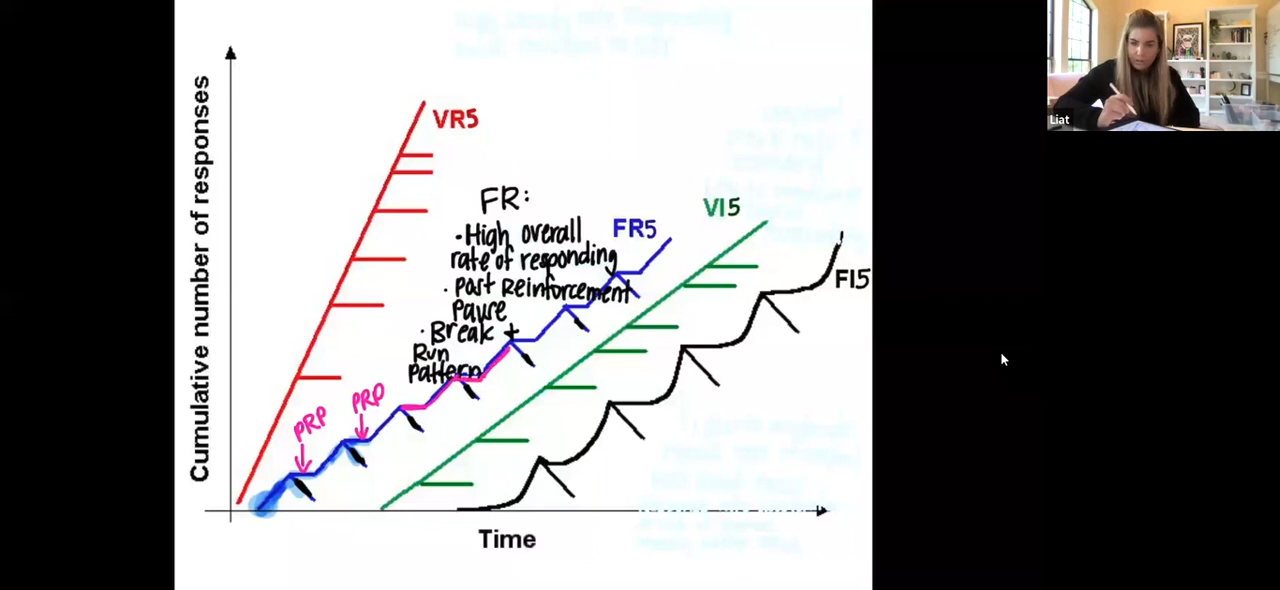 Liat
VR5
FR:
· High overall
rate of responding
· Post Reinforcement
Pause
· Break +
Run
Pattern
FR5
VI5
FI5
PRP
PRP
Cumulative number of responses
Time